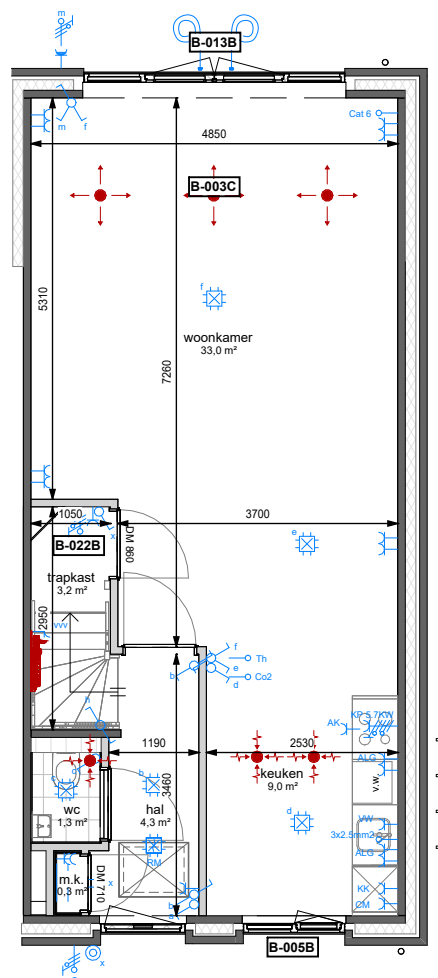 m
B-013B
m
f
4850
Cat 6
B-003C
f
5310
7260
woonkamer
33,0 m²
1050
3700
DM 860
x
B-022B
e
trapkast
3,2 m²
2950
vvv
f
b
e
d
Th
Co2
h
KP 5.7KW
AK
1190
2530
ALG
c
keuken
9,0 m²
v.w.
3460
b
c
wc
1,3 m²
hal
4,3 m²
d
VW
3x2.5mm2
ALG
RM
m.k.
0,3 m²
DM 710
x
KK
CM
b
a
B-005B
x